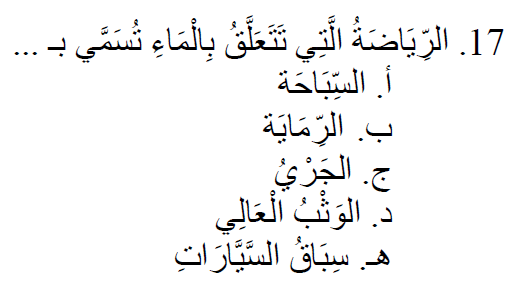 17. الرِّيَاضَةُ الَّتِي تَتَعَلَّقُ بِالْمَاءِ تُسَمَّي بـ ...
أ. السِّبَاحَة
ب. الرِّمَايَة
ج. الجَرْيُ
د. الوَثْبُ الْعَالِي
هـ. سِبَاقُ السَّيَّارَاتِ